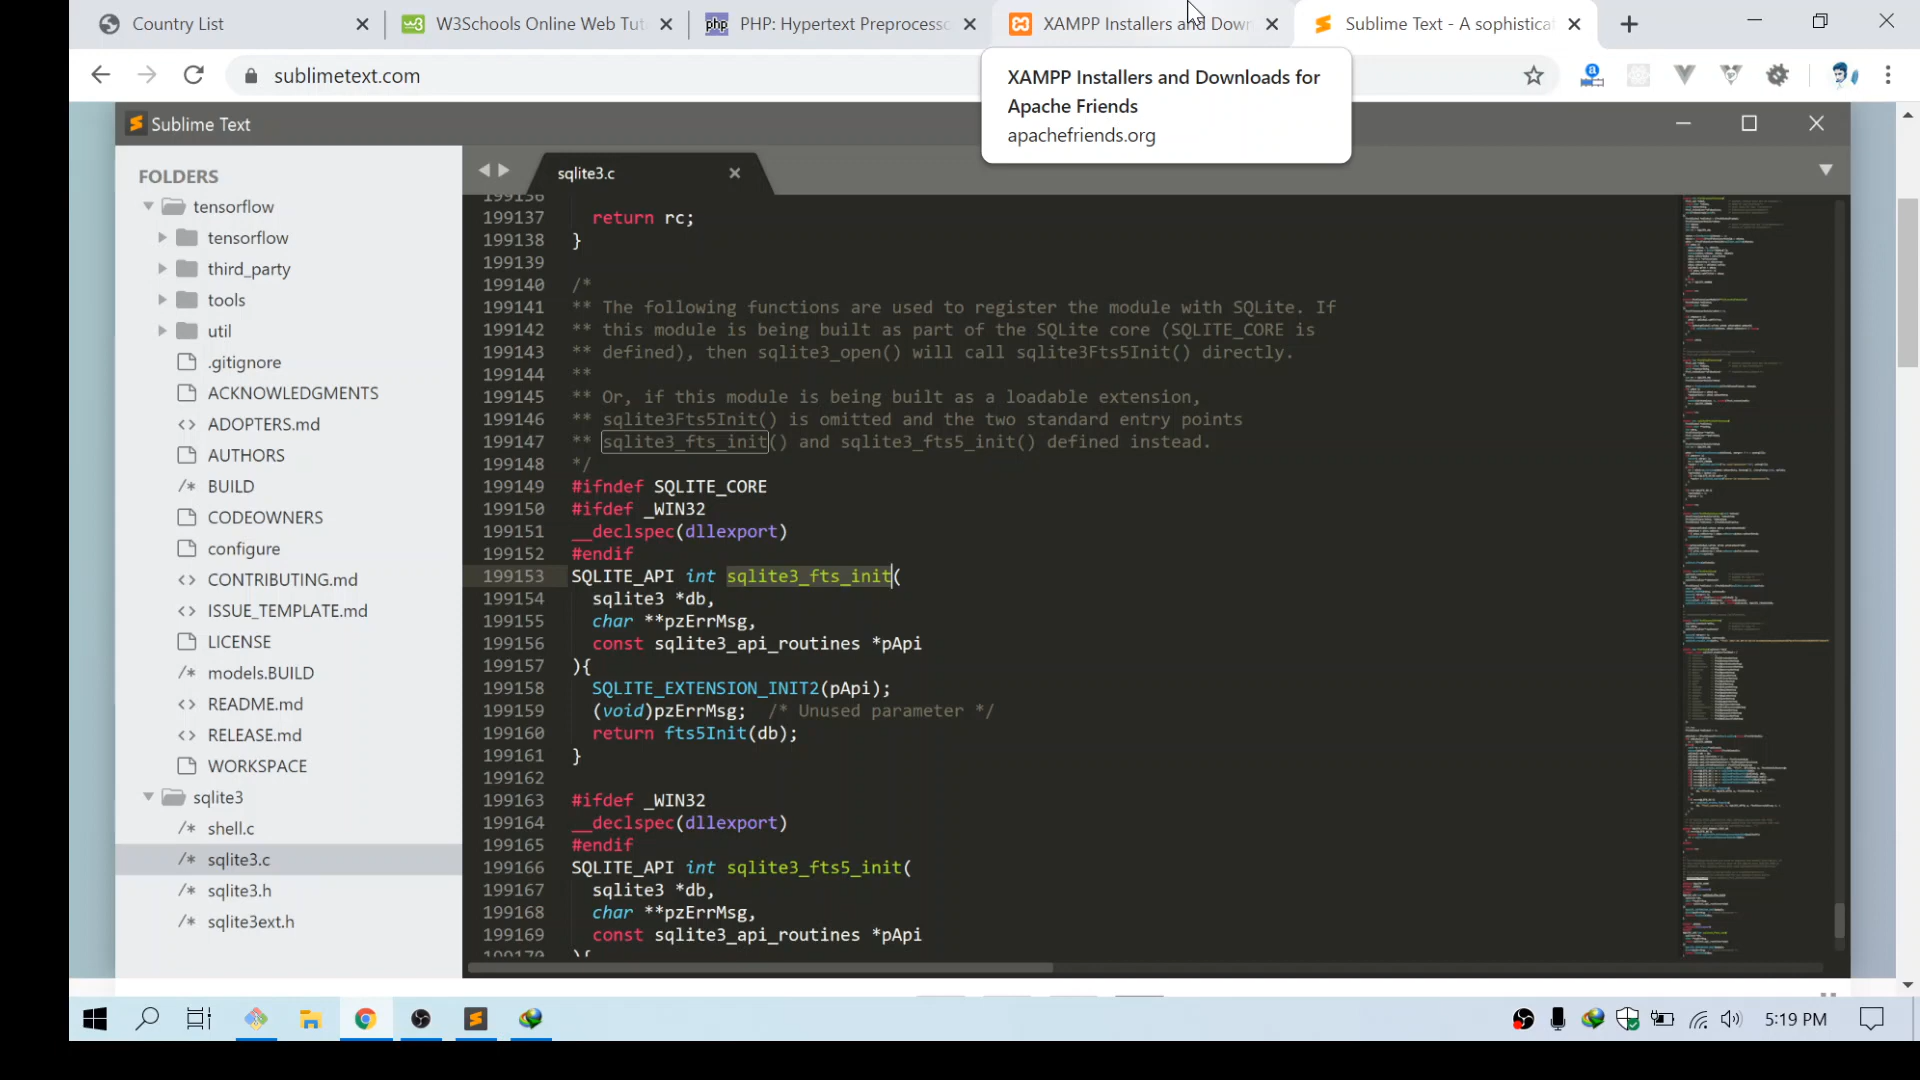 Country List
W3Schools Online Web Tut
PHP: Hypertext Preprocesso
XAMPP Installers and Down
Sublime Text - A sophisticat
sublimetext.com
XAMPP Installers and Downloads for
Apache Friends
apachefriends.org
Sublime Text
FOLDERS
tensorflow
tensorflow
third_party
tools
util
.gitignore
ACKNOWLEDGMENTS
<> ADOPTERS.md
AUTHORS
/* BUILD
CODEOWNERS
configure
<> CONTRIBUTING.md
<> ISSUE_TEMPLATE.md
LICENSE
/* models.BUILD
<> README.md
<> RELEASE.md
WORKSPACE
sqlite3
/* shell.c
/* sqlite3.c
/* sqlite3.h
/* sqlite3ext.h
sqlite3.c
199136
199137 return rc;
199138 }
199139
199140 /*
199141 ** The following functions are used to register the module with SQLite. If
199142 ** this module is being built as part of the SQLite core (SQLITE_CORE is
199143 ** defined), then sqlite3_open() will call sqlite3Fts5Init() directly.
199144 **
199145 ** Or, if this module is being built as a loadable extension,
199146 ** sqlite3Fts5Init() is omitted and the two standard entry points
199147 ** sqlite3_fts_init() and sqlite3_fts5_init() defined instead.
199148 */
199149 #ifndef SQLITE_CORE
199150 #ifdef _WIN32
199151 __declspec(dllexport)
199152 #endif
199153 SQLITE_API int sqlite3_fts_init(
199154 sqlite3 *db,
199155 char **pzErrMsg,
199156 const sqlite3_api_routines *pApi
199157 ){
199158 SQLITE_EXTENSION_INIT2(pApi);
199159 (void)pzErrMsg; /* Unused parameter */
199160 return fts5Init(db);
199161 }
199162
199163 #ifdef _WIN32
199164 __declspec(dllexport)
199165 #endif
199166 SQLITE_API int sqlite3_fts5_init(
199167 sqlite3 *db,
199168 char **pzErrMsg,
199169 const sqlite3_api_routines *pApi
199170 ){
5:19 PM